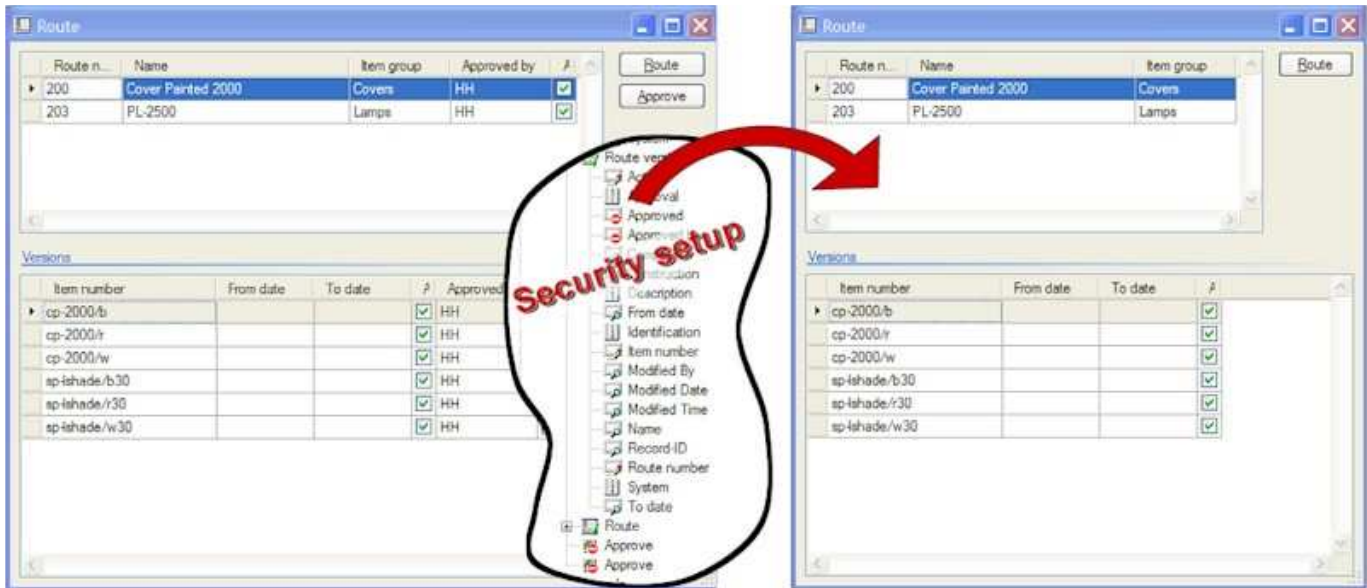 Route
Route n... Name Item group Approved by A
200 Cover Painted 2000 Covers HH
203 PL-2500 Lamps HH
Route
Approve
Versions
Item number From date To date A Approved
cp-2000/b HH
cp-2000/r HH
cp-2000/w HH
sp-lshade/b30 HH
sp-lshade/r30 HH
sp-lshade/w30 HH
Approved
Security setup
Description
From date
Identification
Item number
Modified By
Modified Date
Modified Time
Name
Record-ID
Route number
System
To date
Route
Approve
Approve
Route
Route n... Name Item group
200 Cover Painted 2000 Covers
203 PL-2500 Lamps
Route
Versions
Item number From date To date A
cp-2000/b
cp-2000/r
cp-2000/w
sp-lshade/b30
sp-lshade/r30
sp-lshade/w30